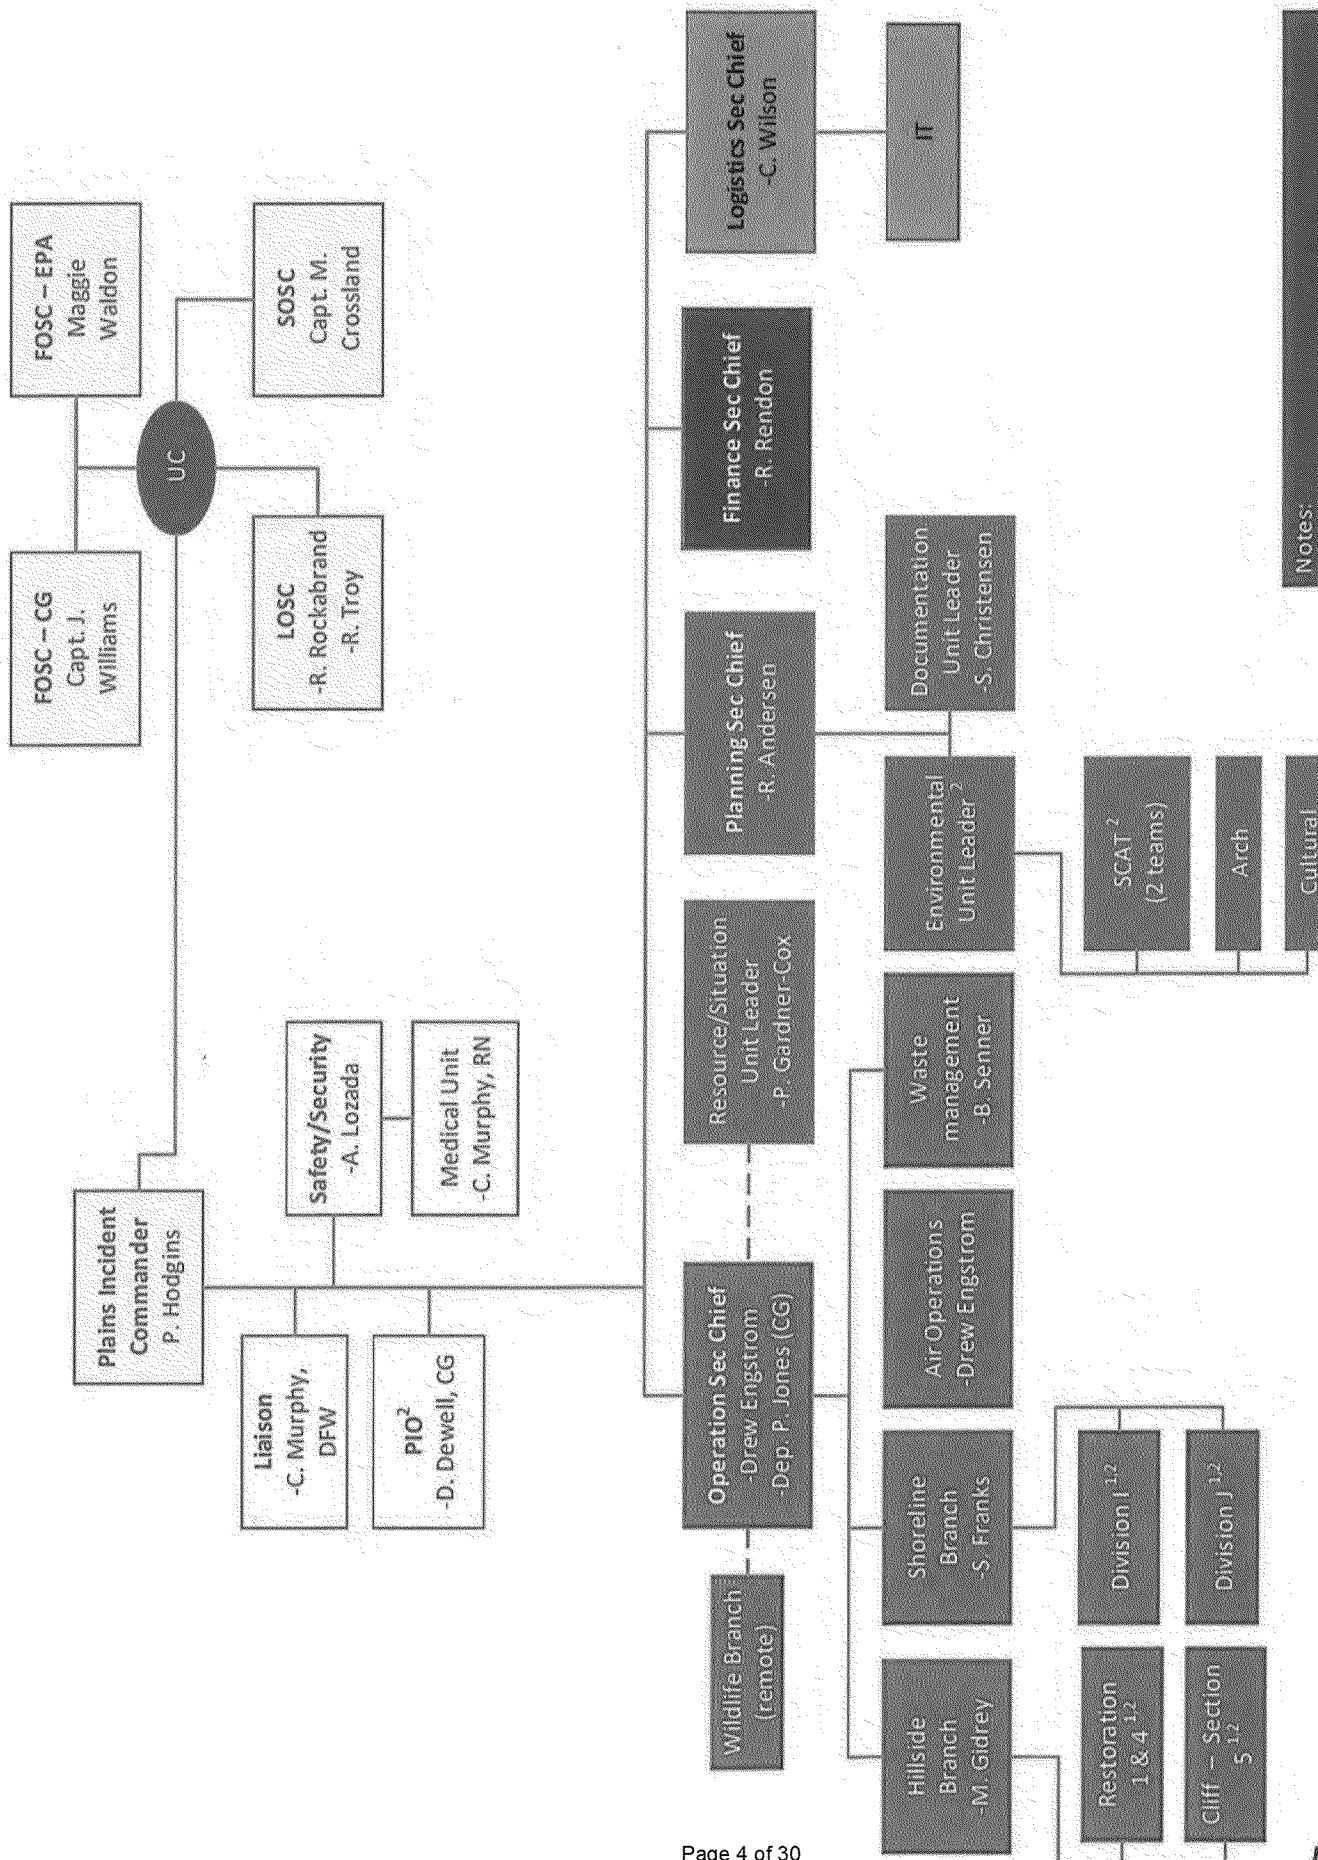 FOSC – CG
Capt. J.
Williams
FOSC – EPA
Maggie
Waldon
UC
LOSC
-R. Rockabrand
-R. Troy
SOSC
Capt. M.
Crossland
Plains Incident
Commander
P. Hodgins
Liaison
-C. Murphy,
DFW
Safety/Security
-A. Lozada
PIO²
-D. Dewell, CG
Medical Unit
-C. Murphy, RN
Wildlife Branch
(remote)
Operation Sec Chief
-Drew Engstrom
-Dep. P. Jones (CG)
Resource/Situation
Unit Leader
-P. Gardner-Cox
Planning Sec Chief
-R. Andersen
Finance Sec Chief
-R. Rendon
Logistics Sec Chief
-C. Wilson
Hillside
Branch
-M. Gidrey
Shoreline
Branch
-S. Franks
Air Operations
-Drew Engstrom
Waste
management
-B. Senner
Environmental
Unit Leader ²
Documentation
Unit Leader
-S. Christensen
IT
Restoration
1 & 4 ¹,²
Division I ¹,²
SCAT ²
(2 teams)
Cliff – Section
5 ¹,²
Division J ¹,²
Arch
Cultural
Notes:
Page 4 of 30